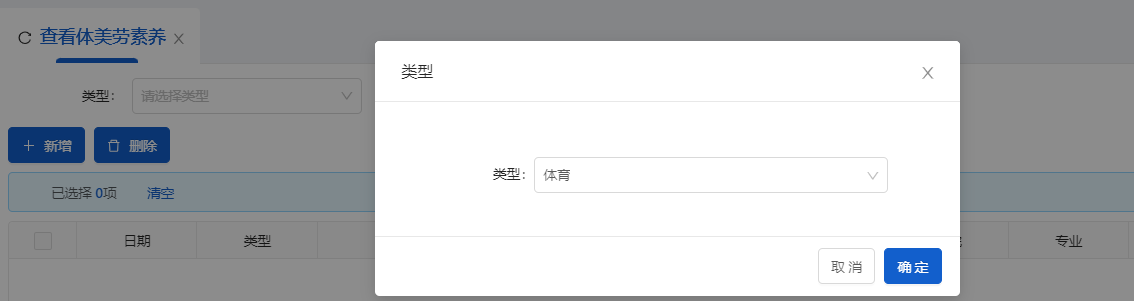 查看体美劳素养
类型
类型： 请选择类型
新增 删除
类型： 体育
已选择 0项 清空
日期 类型 专业
取 消 确 定